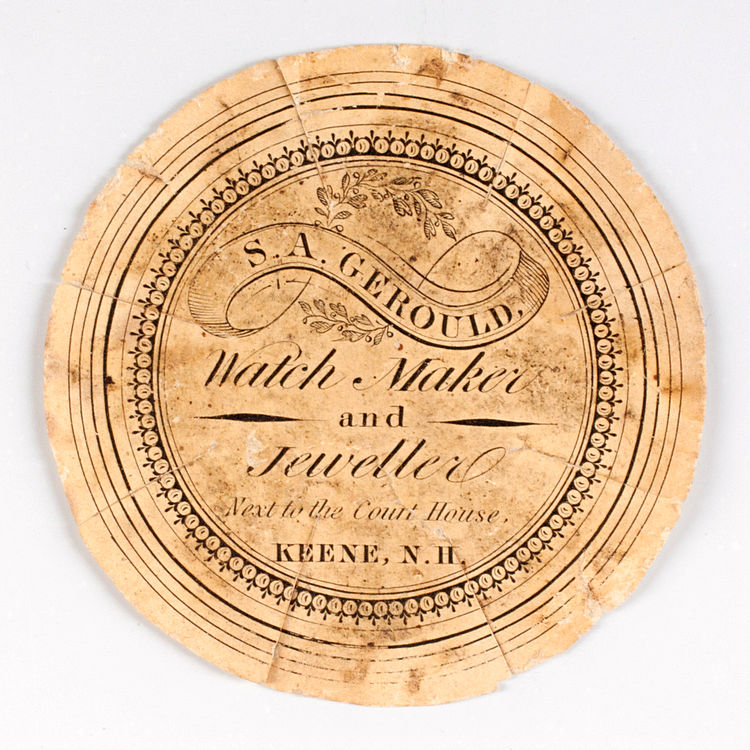 S. A. GEROULD,
Watch Maker
and
Jeweller
Next to the Court House,
KEENE, N.H.